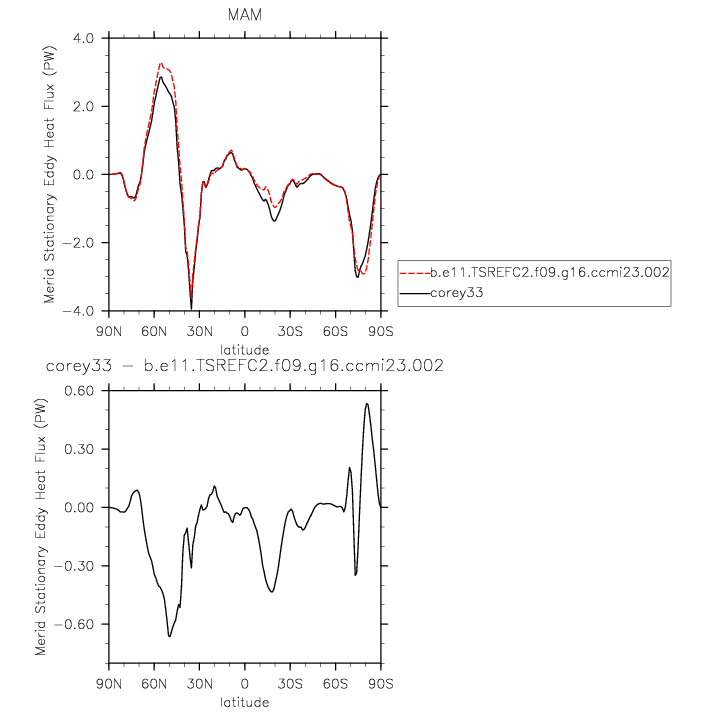 MAM
Merid Stationary Eddy Heat Flux (PW)
4.0
2.0
0.0
−2.0
−4.0
90N 60N 30N 0 30S 60S 90S
latitude
b.e11.TSREFC2.f09.g16.ccmi23.002
corey33
corey33 − b.e11.TSREFC2.f09.g16.ccmi23.002
Merid Stationary Eddy Heat Flux (PW)
0.60
0.30
0.00
−0.30
−0.60
90N 60N 30N 0 30S 60S 90S
latitude